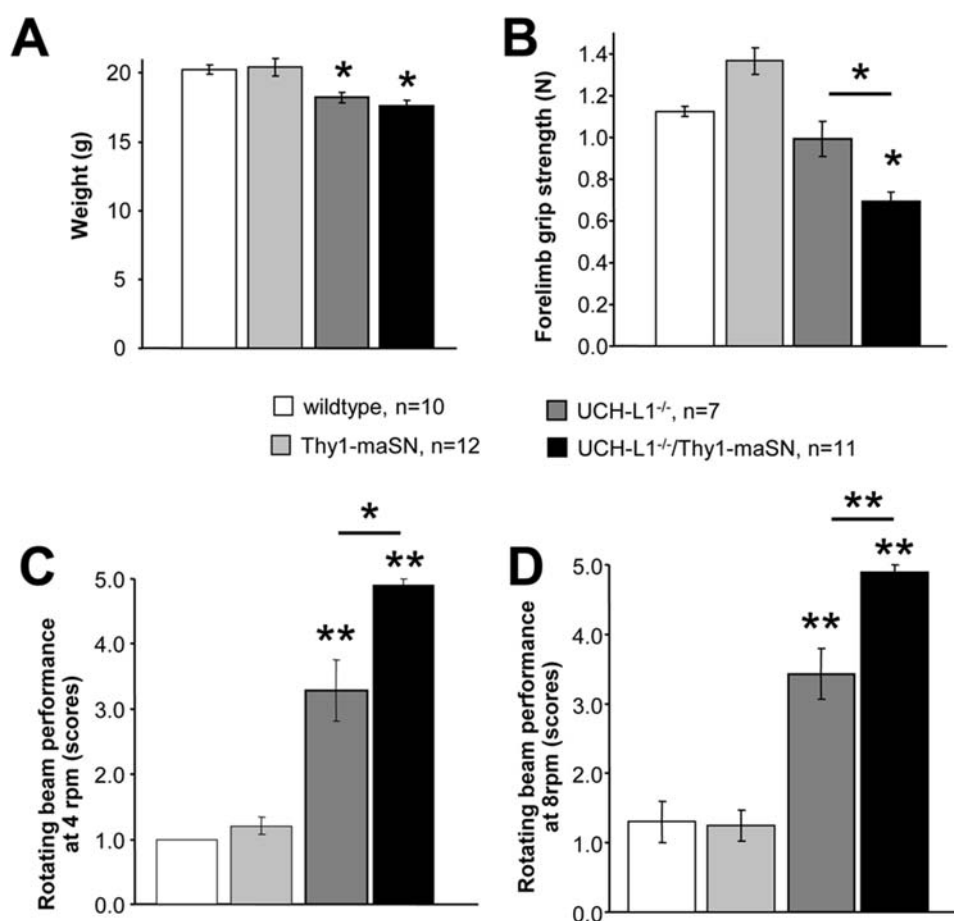 A
Weight (g)
20
15
10
5
0
*
*
B
Forelimb grip strength (N)
1.4
1.2
1.0
0.8
0.6
0.4
0.2
0.0
*
*
wildtype, n=10
Thy1-maSN, n=12
UCH-L1-/-, n=7
UCH-L1-/-/Thy1-maSN, n=11
C
Rotating beam performance
at 4 rpm (scores)
5.0
4.0
3.0
2.0
1.0
0.0
**
*
**
D
Rotating beam performance
at 8rpm (scores)
5.0
4.0
3.0
2.0
1.0
0.0
**
**
**